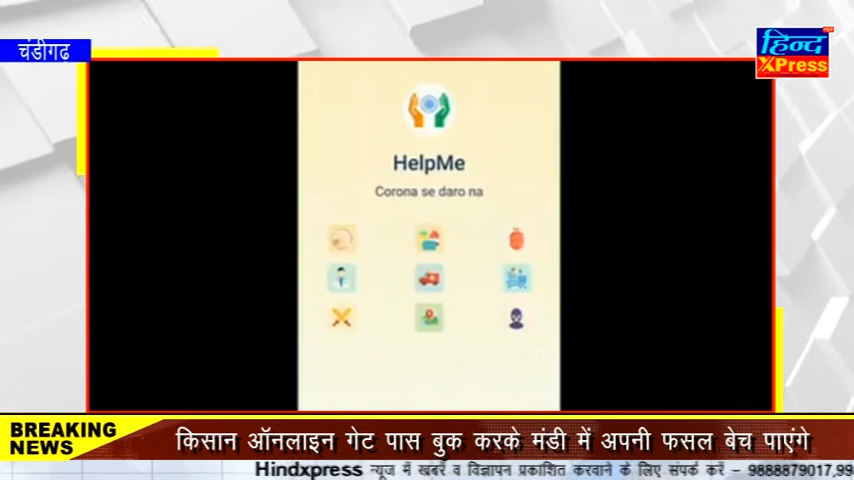 चंडीगढ
हिन्द
XPress
HelpMe
Corona se daro na
BREAKING
NEWS
किसान ऑनलाइन गेट पास बुक करके मंडी में अपनी फसल बेच पाएंगे
Hindxpress न्यूज में खबरें व विज्ञापन प्रकाशित करवाने के लिए संपर्क करें – 9888879017,99